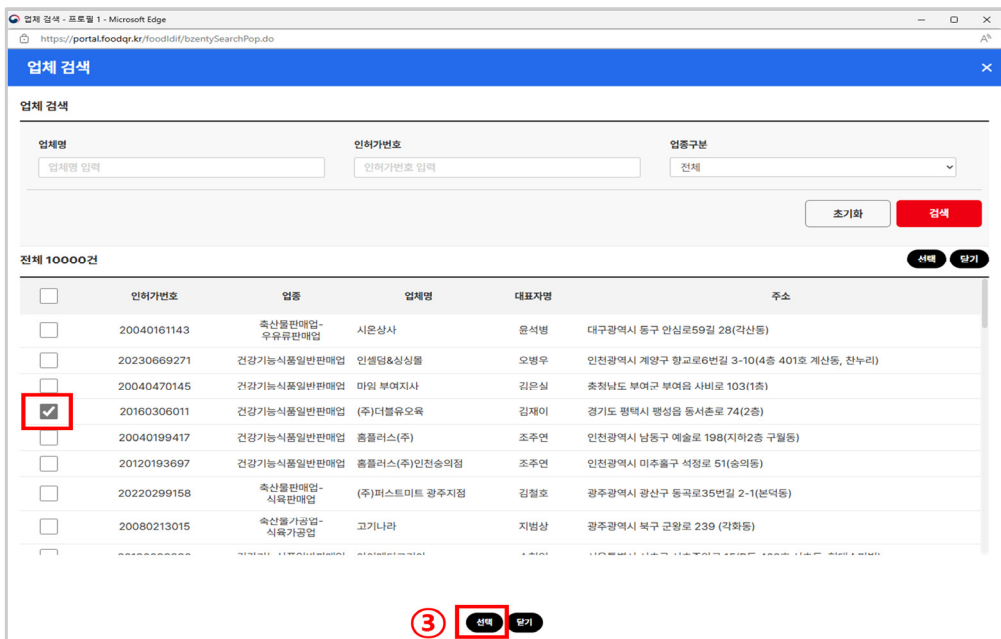 업체 검색 - 프로필 1 - Microsoft Edge
https://portal.foodqr.kr/foodldif/bzentySearchPop.do
업체 검색
업체 검색
업체명 인허가번호 업종구분
업체명 입력 인허가번호 입력 전체
초기화 검색
전체 10000건 선택 닫기
인허가번호 업종 업체명 대표자명 주소
20040161143 축산물판매업-우유류판매업 시온상사 윤석병 대구광역시 동구 안심로59길 28(각산동)
20230669271 건강기능식품일반판매업 인셀덤&싱싱몰 오병우 인천광역시 계양구 향교로6번길 3-10(4층 401호 계산동, 찬누리)
20040470145 건강기능식품일반판매업 마임 부여지사 김은실 충청남도 부여군 부여읍 사비로 103(1층)
20160306011 건강기능식품일반판매업 (주)더블유오육 김재이 경기도 평택시 팽성읍 동서촌로 74(2층)
20040199417 건강기능식품일반판매업 홈플러스(주) 조주연 인천광역시 남동구 예술로 198(지하2층 구월동)
20120193697 건강기능식품일반판매업 홈플러스(주)인천숭의점 조주연 인천광역시 미추홀구 석정로 51(숭의동)
20220299158 축산물판매업-식육판매업 (주)퍼스트미트 광주지점 김철호 광주광역시 광산구 동곡로35번길 2-1(본덕동)
20080213015 축산물가공업-식육가공업 고기나라 지범상 광주광역시 북구 군왕로 239 (각화동)
③ 선택 닫기